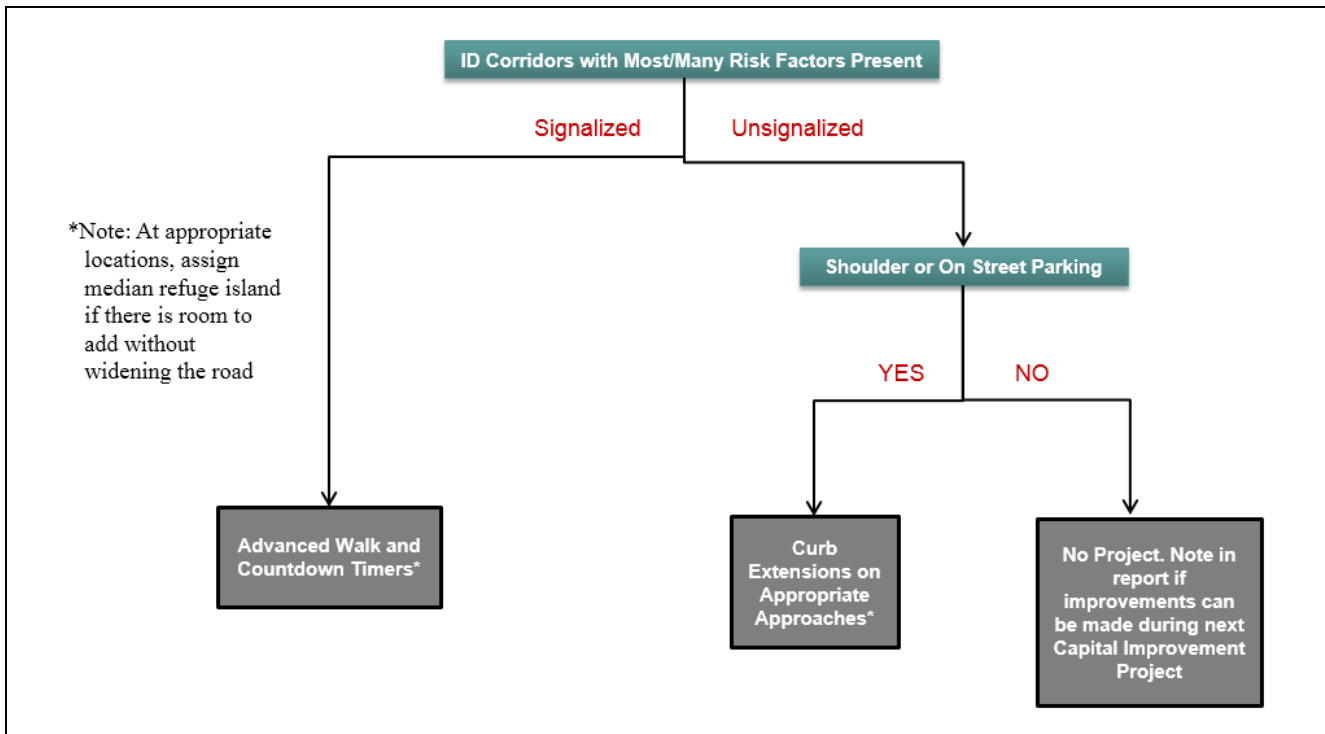 ID Corridors with Most/Many Risk Factors Present
Signalized
Unsignalized
*Note: At appropriate
locations, assign
median refuge island
if there is room to
add without
widening the road
Shoulder or On Street Parking
YES
NO
Advanced Walk and
Countdown Timers*
Curb
Extensions on
Appropriate
Approaches*
No Project. Note in
report if
improvements can
be made during next
Capital Improvement
Project